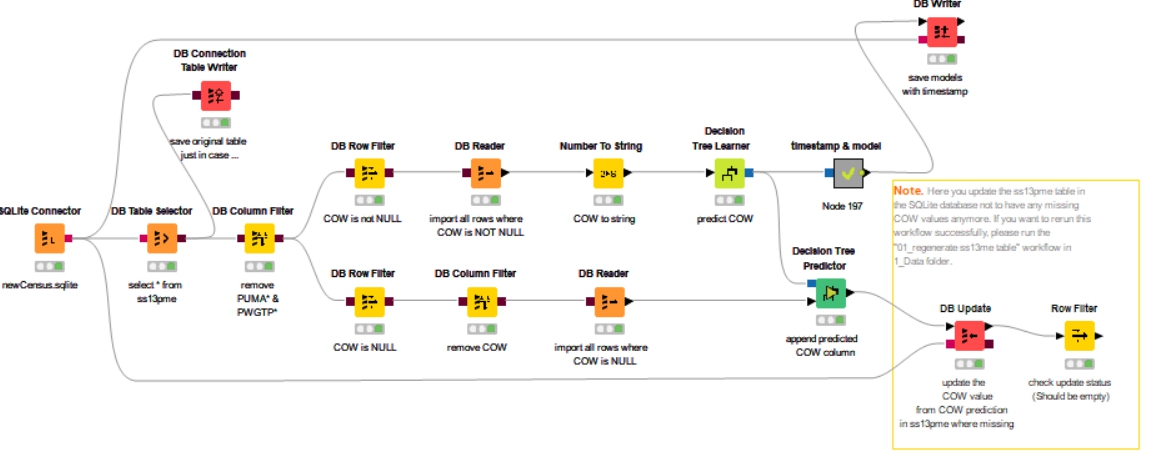 DB Writer
save models
with timestamp
DB Connection
Table Writer
save original table
just in case ...
DB Row Filter
COW is not NULL
DB Reader
import all rows where
COW is NOT NULL
Number To String
COW to string
Decision
Tree Learner
predict COW
timestamp & model
Node 197
SQLite Connector
newCensus.sqlite
DB Table Selector
select * from
ss13pme
DB Column Filter
remove
PUMA* &
PWGTP*
DB Row Filter
COW is NULL
DB Column Filter
remove COW
DB Reader
import all rows where
COW is NULL
Decision Tree
Predictor
append predicted
COW column
Note. Here you update the ss13pme table in
the SQLite database not to have any missing
COW values anymore. If you want to rerun this
workflow successfully, please run the
"01_regenerate ss13me table" workflow in
1_Data folder.
DB Update
update the
COW value
from COW prediction
in ss13pme where missing
Row Filter
check update status
(Should be empty)